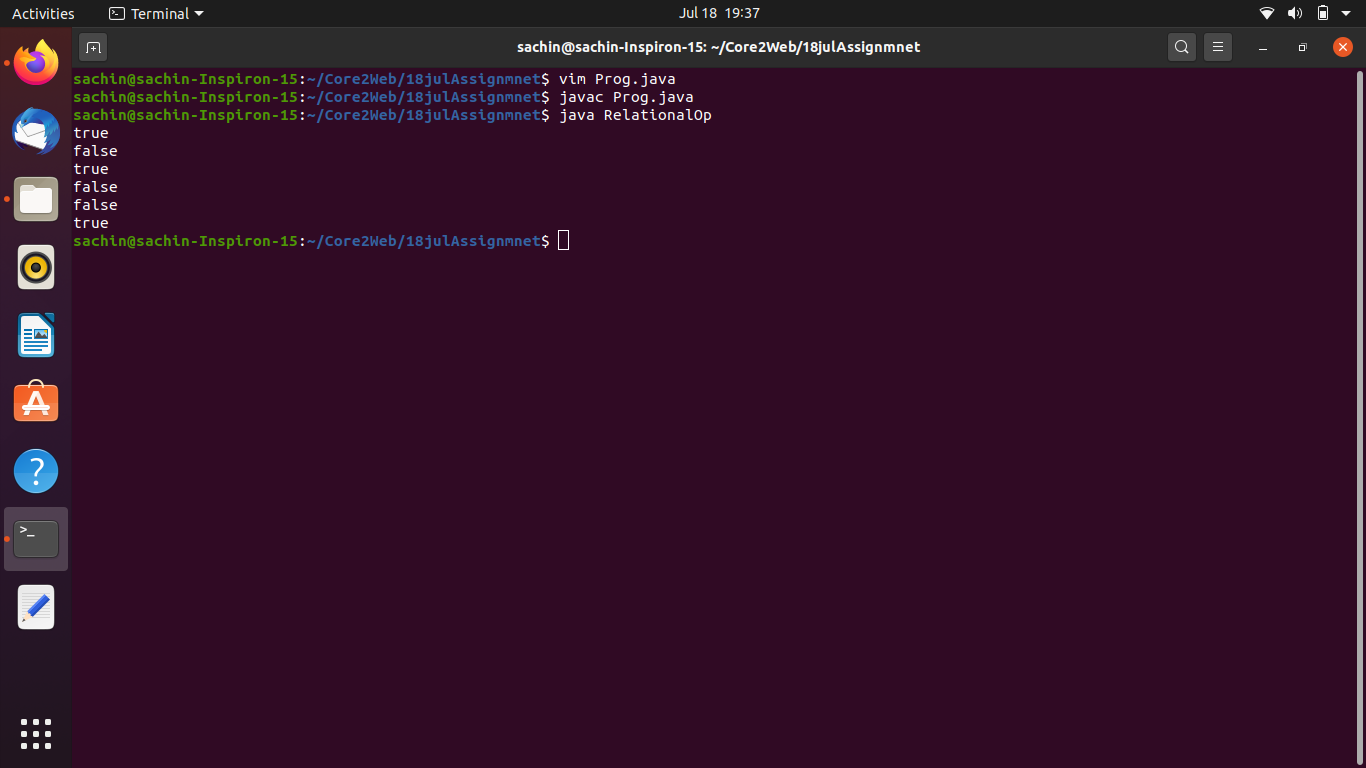 Activities
Terminal
Jul 18 19:37
sachin@sachin-Inspiron-15: ~/Core2Web/18julAssignmnet
sachin@sachin-Inspiron-15:~/Core2Web/18julAssignmnet$ vim Prog.java
sachin@sachin-Inspiron-15:~/Core2Web/18julAssignmnet$ javac Prog.java
sachin@sachin-Inspiron-15:~/Core2Web/18julAssignmnet$ java RelationalOp
true
false
true
false
false
true
sachin@sachin-Inspiron-15:~/Core2Web/18julAssignmnet$